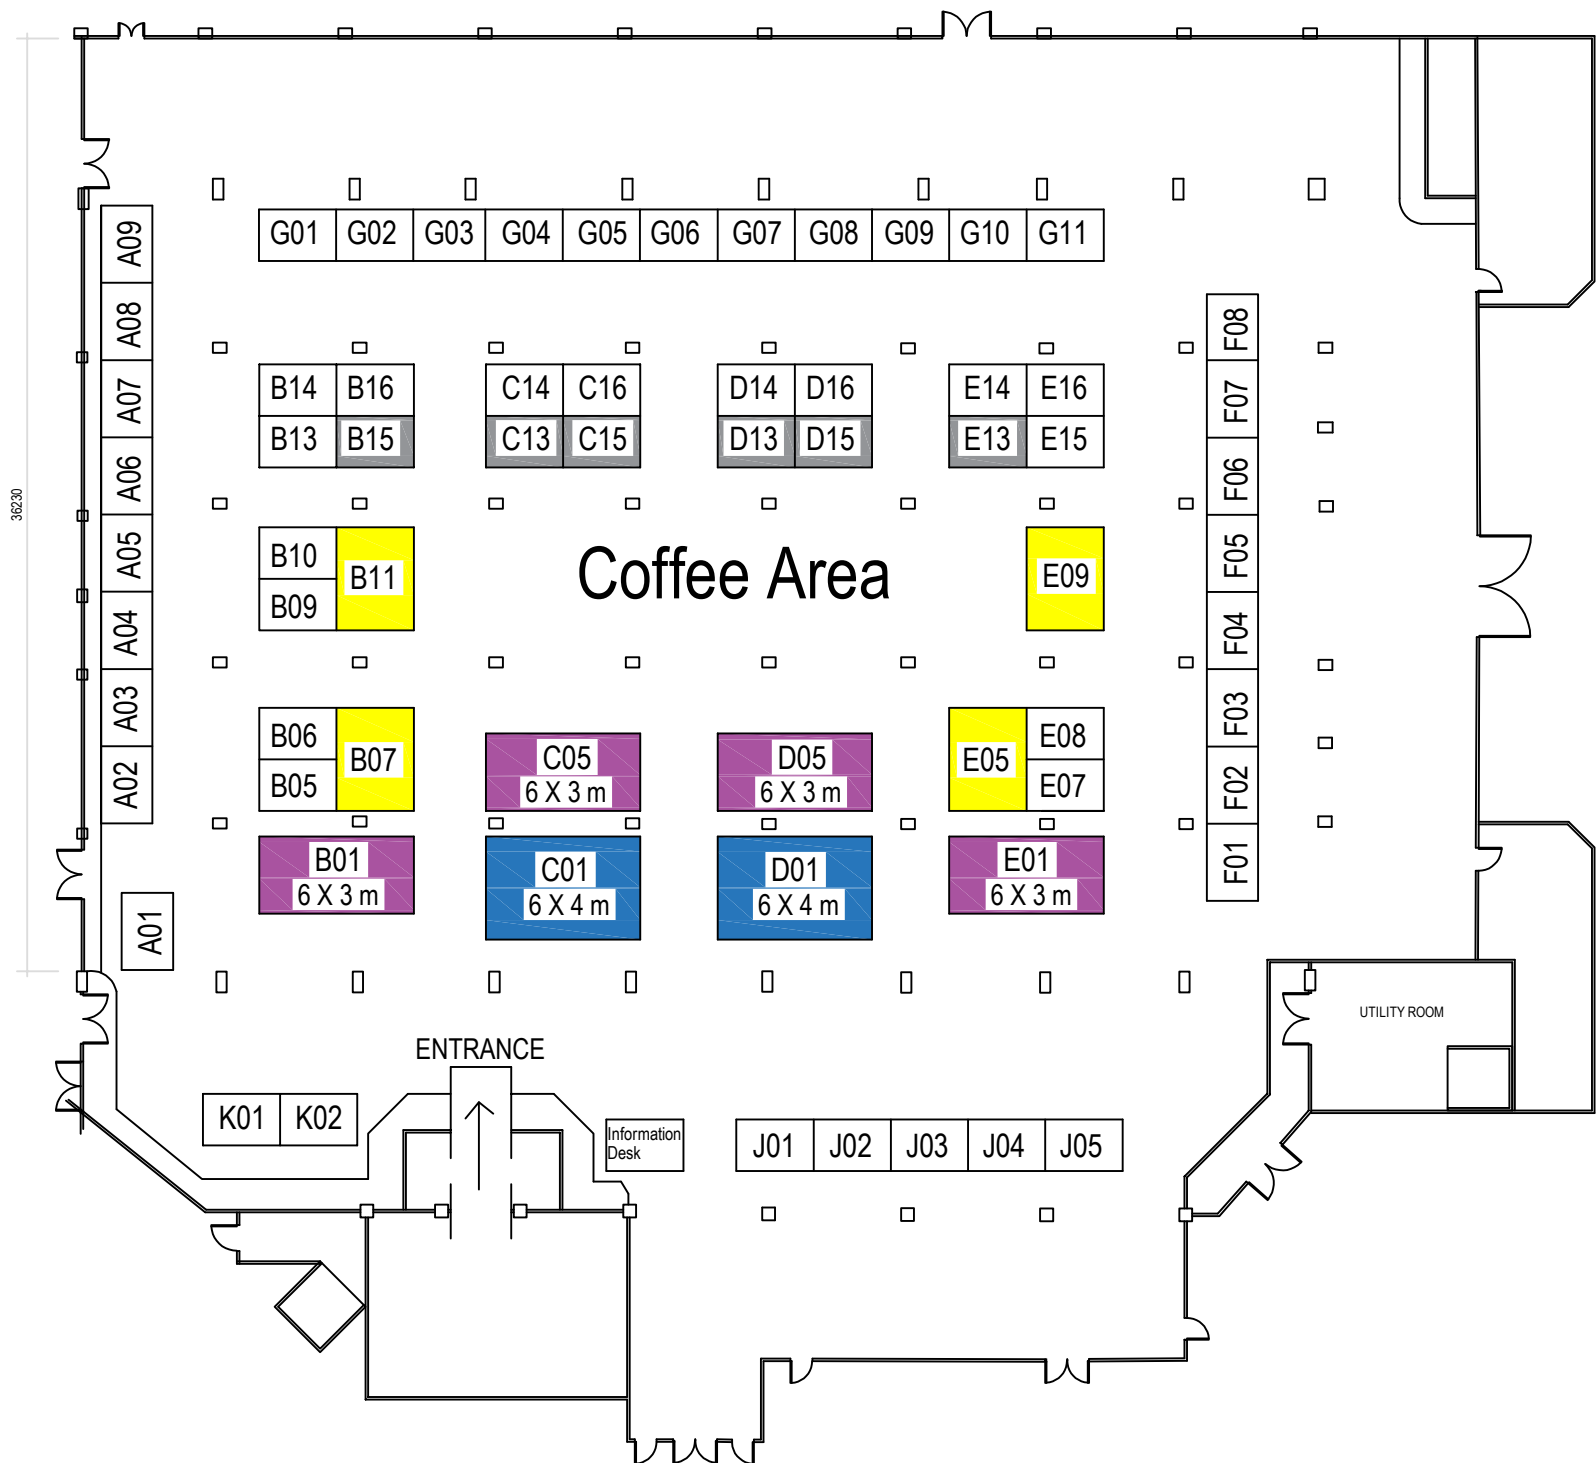 G01 G02 G03 G04 G05 G06 G07 G08 G09 G10 G11
A09
A08
A07
A06
A05
A04
A03
A02
A01
36230
B14 B16 C14 C16 D14 D16 E14 E16
B13 B15 C13 C15 D13 D15 E13 E15
B10
B11
B09
Coffee Area
E09
F08
F07
F06
F05
F04
F03
F02
F01
B06
B07
B05
C05
6 X 3 m
D05
6 X 3 m
E05
E08
E07
B01
6 X 3 m
C01
6 X 4 m
D01
6 X 4 m
E01
6 X 3 m
UTILITY ROOM
ENTRANCE
K01 K02
Information
Desk
J01 J02 J03 J04 J05